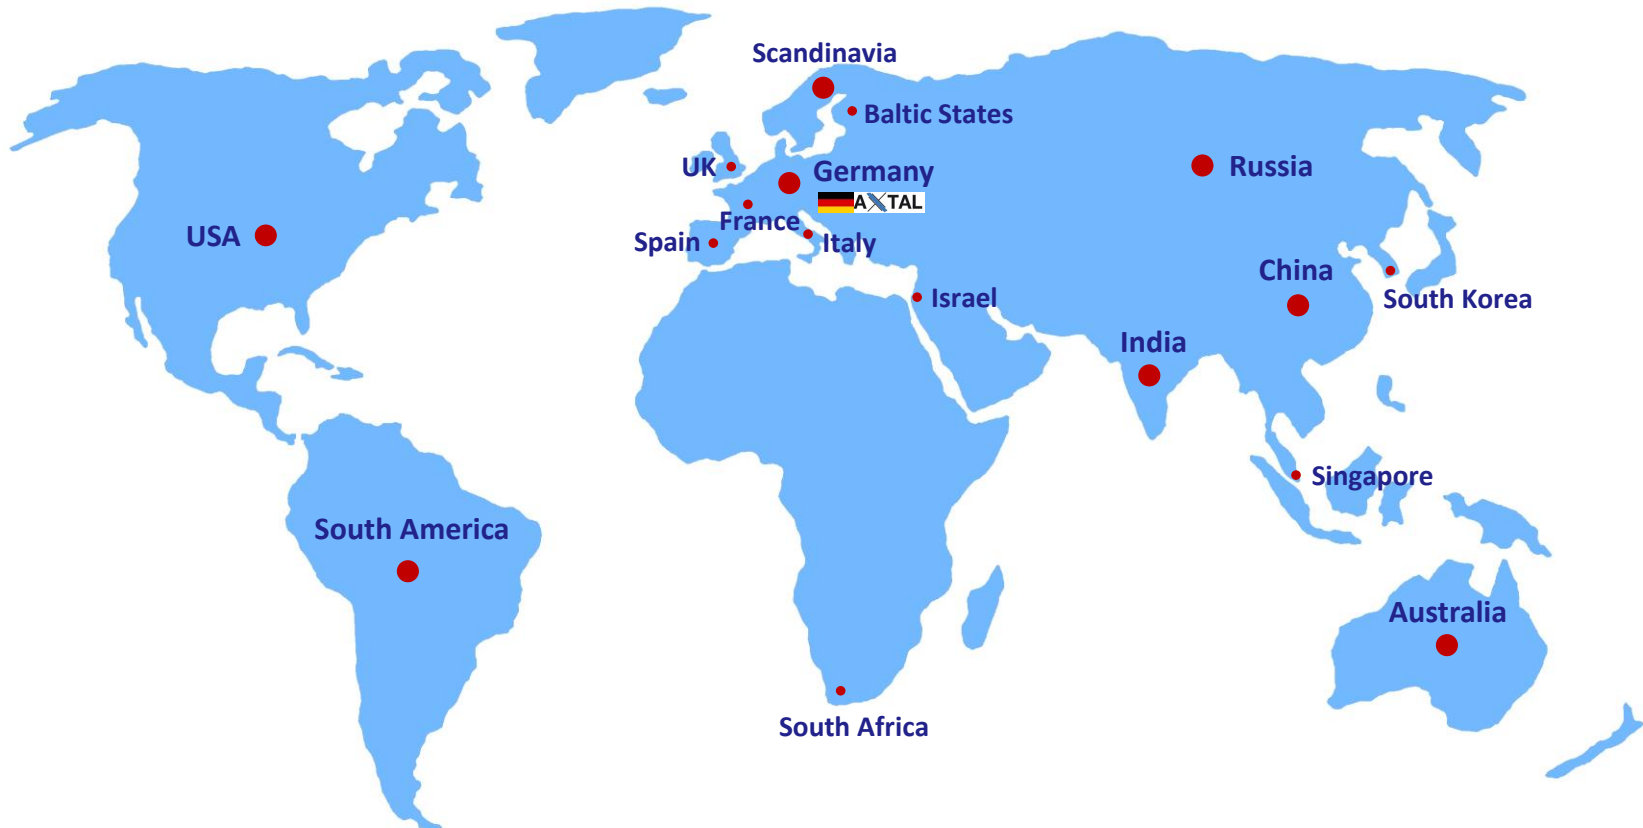 Scandinavia
Baltic States
UK
Germany
AXTAL
Russia
France
USA
Spain
Italy
China
Israel
South Korea
India
Singapore
South America
Australia
South Africa